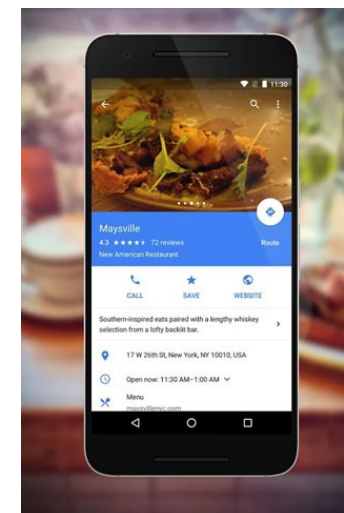 11:30
Maysville
4.3 ★★★★★ 72 reviews
Route
New American Restaurant
CALL SAVE WEBSITE
Southern-inspired eats paired with a lengthy whiskey
selection from a lofty backlit bar.
17 W 26th St, New York, NY 10010, USA
Open now: 11:30 AM–1:00 AM
Menu
maysvillenyc.com